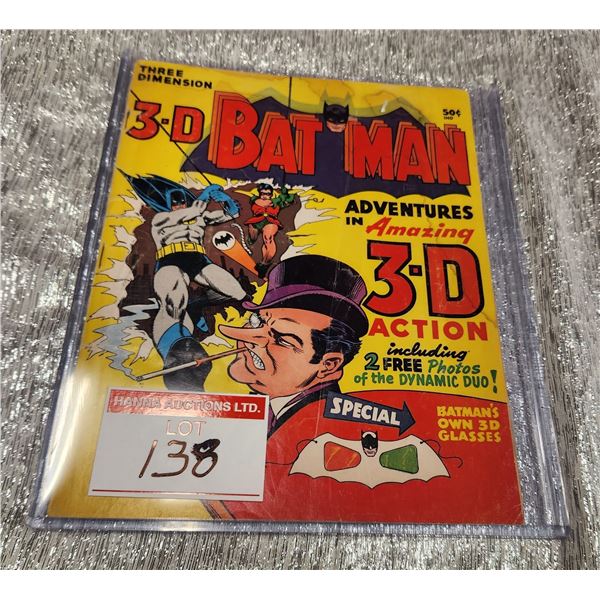 THREE
DIMENSION
3-D BATMAN
50¢
IND
ADVENTURES
IN Amazing
3-D
ACTION
including
2 FREE Photos
of the DYNAMIC DUO!
SPECIAL
BATMAN'S
OWN 3D
GLASSES
HANNA AUCTIONS LTD.
LOT
138